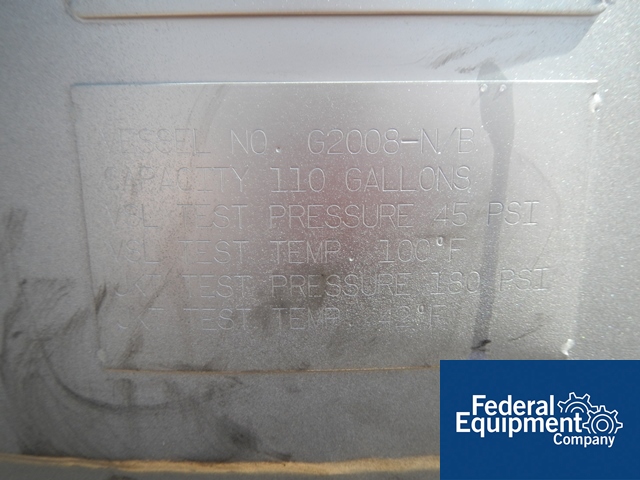 VESSEL NO. G2008-N/B
CAPACITY 110 GALLONS
TEST PRESSURE 45 PSI
TEST TEMP. 100°F
TEST PRESSURE 180 PSI
TEST TEMP. 42°F
Federal
Equipment
Company